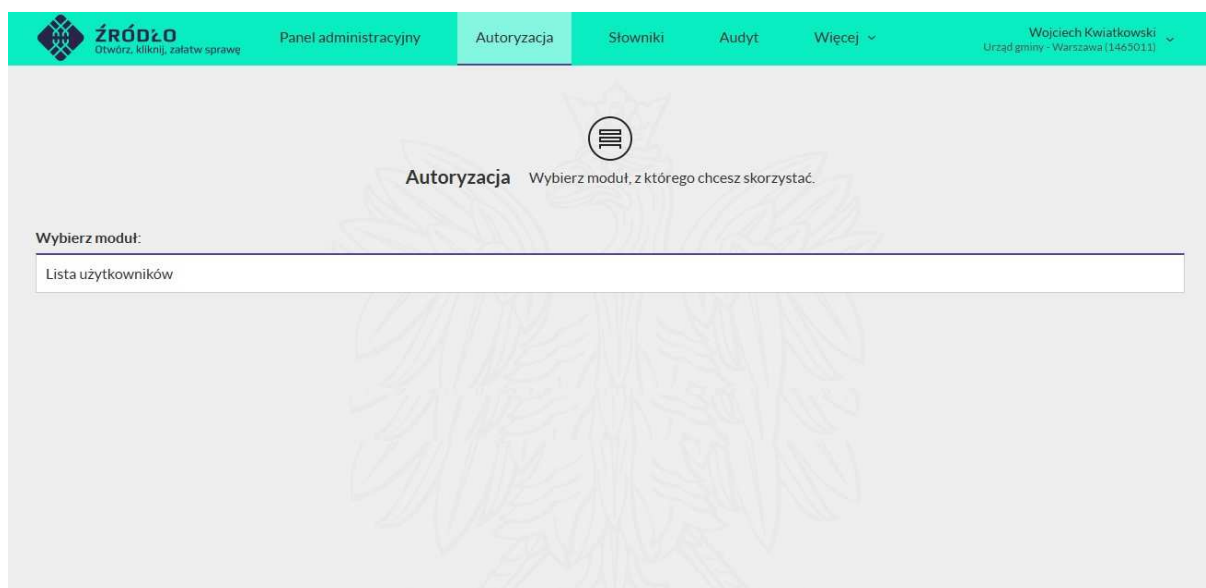 ŹRÓDŁO
Otwórz, kliknij, załatw sprawę
Panel administracyjny
Autoryzacja
Słowniki
Audyt
Więcej
Wojciech Kwiatkowski
Urząd gminy - Warszawa (1465011)
Autoryzacja Wybierz moduł, z którego chcesz skorzystać.
Wybierz moduł:
Lista użytkowników